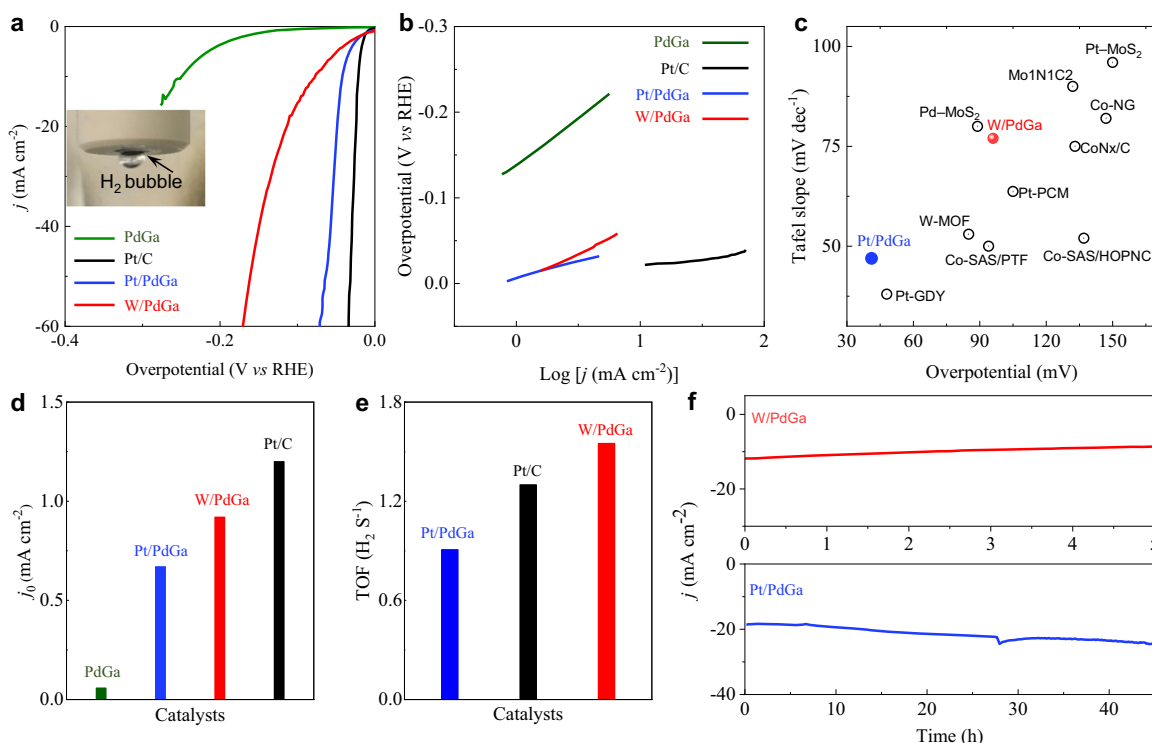 a
0
-20
-40
-60
-0.4
-0.2
0.0
j (mA cm⁻²)
Overpotential (V vs RHE)
H₂ bubble
PdGa
Pt/C
Pt/PdGa
W/PdGa
b
-0.3
-0.2
-0.1
0.0
0
1
2
Overpotential (V vs RHE)
Log [j (mA cm⁻²)]
PdGa
Pt/C
Pt/PdGa
W/PdGa
c
100
75
50
30
60
90
120
150
Tafel slope (mV dec⁻¹)
Overpotential (mV)
Pt–MoS₂
Mo1N1C2
Co-NG
Pd–MoS₂
W/PdGa
CoNx/C
Pt-PCM
W-MOF
Pt/PdGa
Co-SAS/PTF
Co-SAS/HOPNC
Pt-GDY
d
1.5
1.0
0.5
0.0
j₀ (mA cm⁻²)
Catalysts
PdGa
Pt/PdGa
W/PdGa
Pt/C
e
1.8
1.2
0.6
0.0
TOF (H₂ S⁻¹)
Catalysts
Pt/PdGa
Pt/C
W/PdGa
f
0
-20
W/PdGa
0
1
2
3
4
5
j (mA cm⁻²)
0
-20
-40
Pt/PdGa
0
10
20
30
40
Time (h)